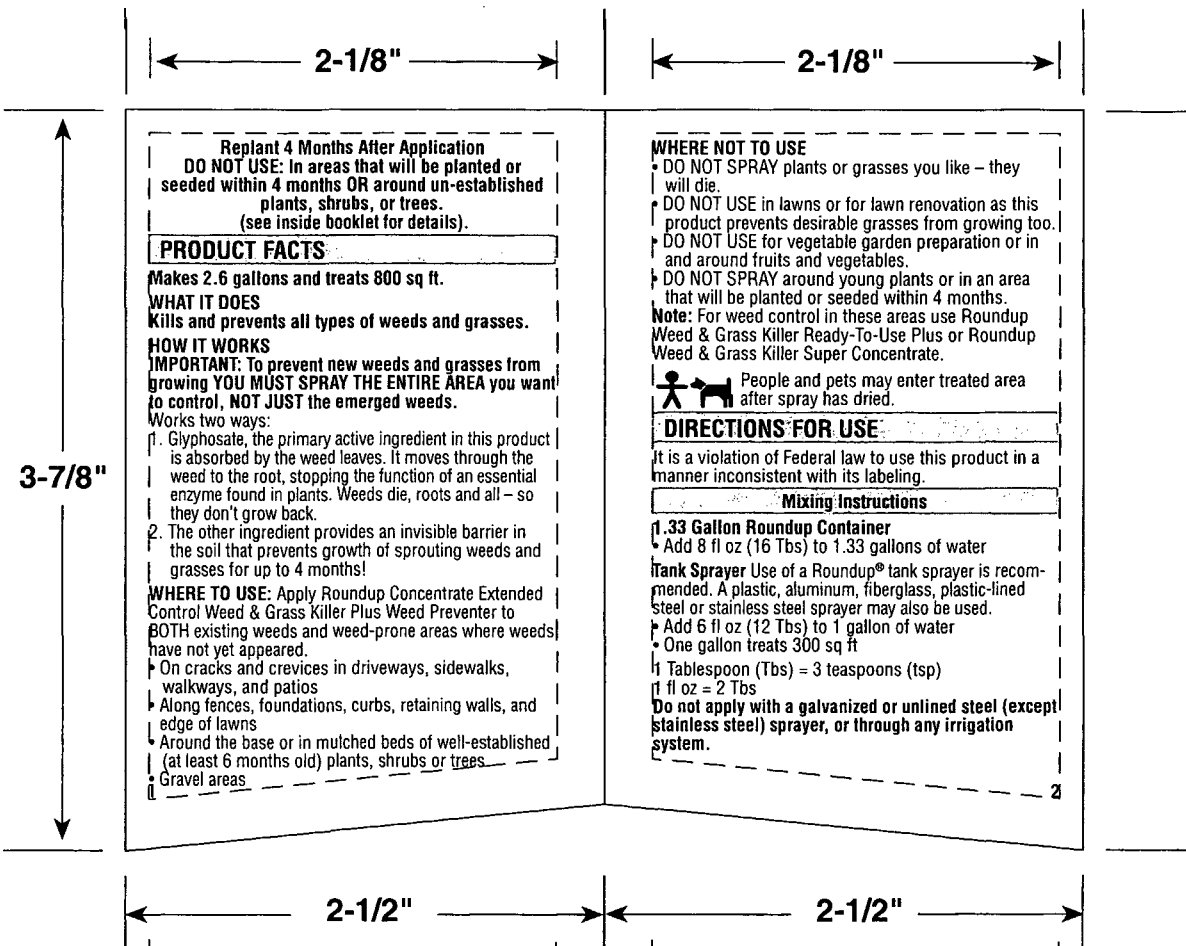 2-1/8"
2-1/8"
3-7/8"
Replant 4 Months After Application
DO NOT USE: In areas that will be planted or
seeded within 4 months OR around un-established
plants, shrubs, or trees.
(see inside booklet for details).
PRODUCT FACTS
Makes 2.6 gallons and treats 800 sq ft.
WHAT IT DOES
Kills and prevents all types of weeds and grasses.
HOW IT WORKS
IMPORTANT: To prevent new weeds and grasses from
growing YOU MUST SPRAY THE ENTIRE AREA you want
to control, NOT JUST the emerged weeds.
Works two ways:
1. Glyphosate, the primary active ingredient in this product
is absorbed by the weed leaves. It moves through the
weed to the root, stopping the function of an essential
enzyme found in plants. Weeds die, roots and all – so
they don't grow back.
2. The other ingredient provides an invisible barrier in
the soil that prevents growth of sprouting weeds and
grasses for up to 4 months!
WHERE TO USE: Apply Roundup Concentrate Extended
Control Weed & Grass Killer Plus Weed Preventer to
BOTH existing weeds and weed-prone areas where weeds
have not yet appeared.
• On cracks and crevices in driveways, sidewalks,
walkways, and patios
• Along fences, foundations, curbs, retaining walls, and
edge of lawns
• Around the base or in mulched beds of well-established
(at least 6 months old) plants, shrubs or trees
• Gravel areas
1
WHERE NOT TO USE
• DO NOT SPRAY plants or grasses you like – they
will die.
• DO NOT USE in lawns or for lawn renovation as this
product prevents desirable grasses from growing too.
• DO NOT USE for vegetable garden preparation or in
and around fruits and vegetables.
• DO NOT SPRAY around young plants or in an area
that will be planted or seeded within 4 months.
Note: For weed control in these areas use Roundup
Weed & Grass Killer Ready-To-Use Plus or Roundup
Weed & Grass Killer Super Concentrate.
People and pets may enter treated area
after spray has dried.
DIRECTIONS FOR USE
It is a violation of Federal law to use this product in a
manner inconsistent with its labeling.
Mixing Instructions
1.33 Gallon Roundup Container
• Add 8 fl oz (16 Tbs) to 1.33 gallons of water
Tank Sprayer Use of a Roundup® tank sprayer is recom-
mended. A plastic, aluminum, fiberglass, plastic-lined
steel or stainless steel sprayer may also be used.
• Add 6 fl oz (12 Tbs) to 1 gallon of water
• One gallon treats 300 sq ft
1 Tablespoon (Tbs) = 3 teaspoons (tsp)
1 fl oz = 2 Tbs
Do not apply with a galvanized or unlined steel (except
stainless steel) sprayer, or through any irrigation
system.
2
2-1/2"
2-1/2"